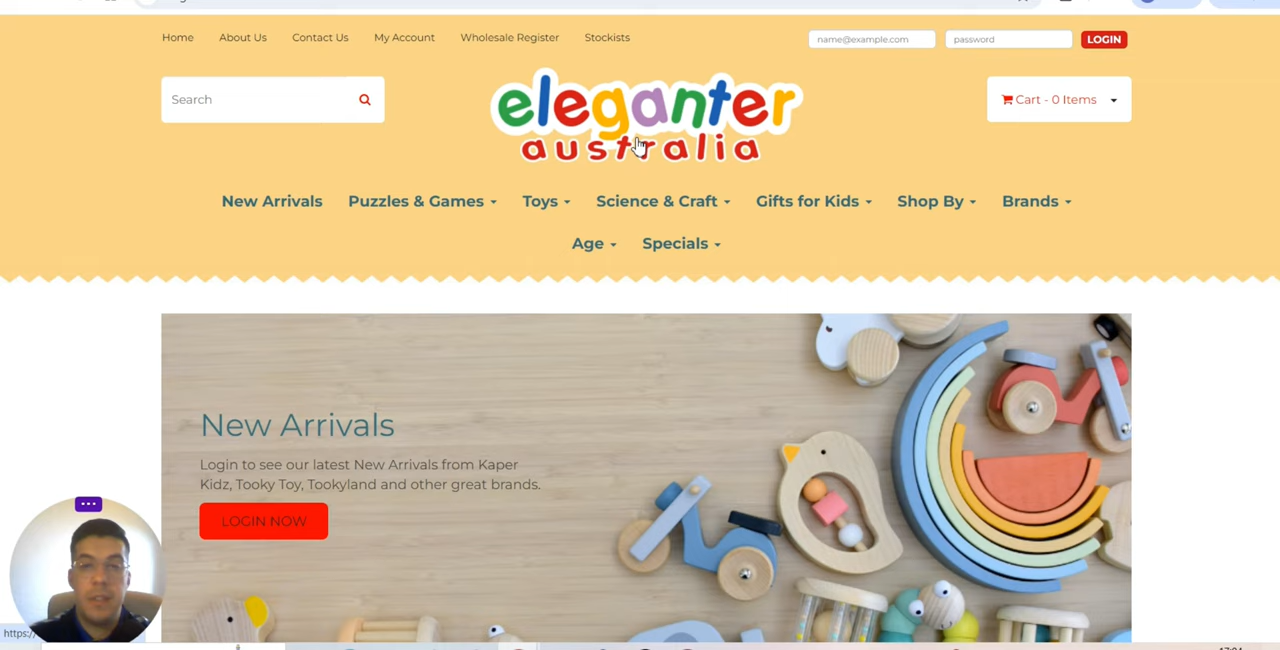 Home About Us Contact Us My Account Wholesale Register Stockists name@example.com password LOGIN
Search
eleganter
australia
Cart - 0 Items
New Arrivals Puzzles & Games Toys Science & Craft Gifts for Kids Shop By Brands
Age Specials
New Arrivals
Login to see our latest New Arrivals from Kaper
Kidz, Tooky Toy, Tookyland and other great brands.
LOGIN NOW
https:/